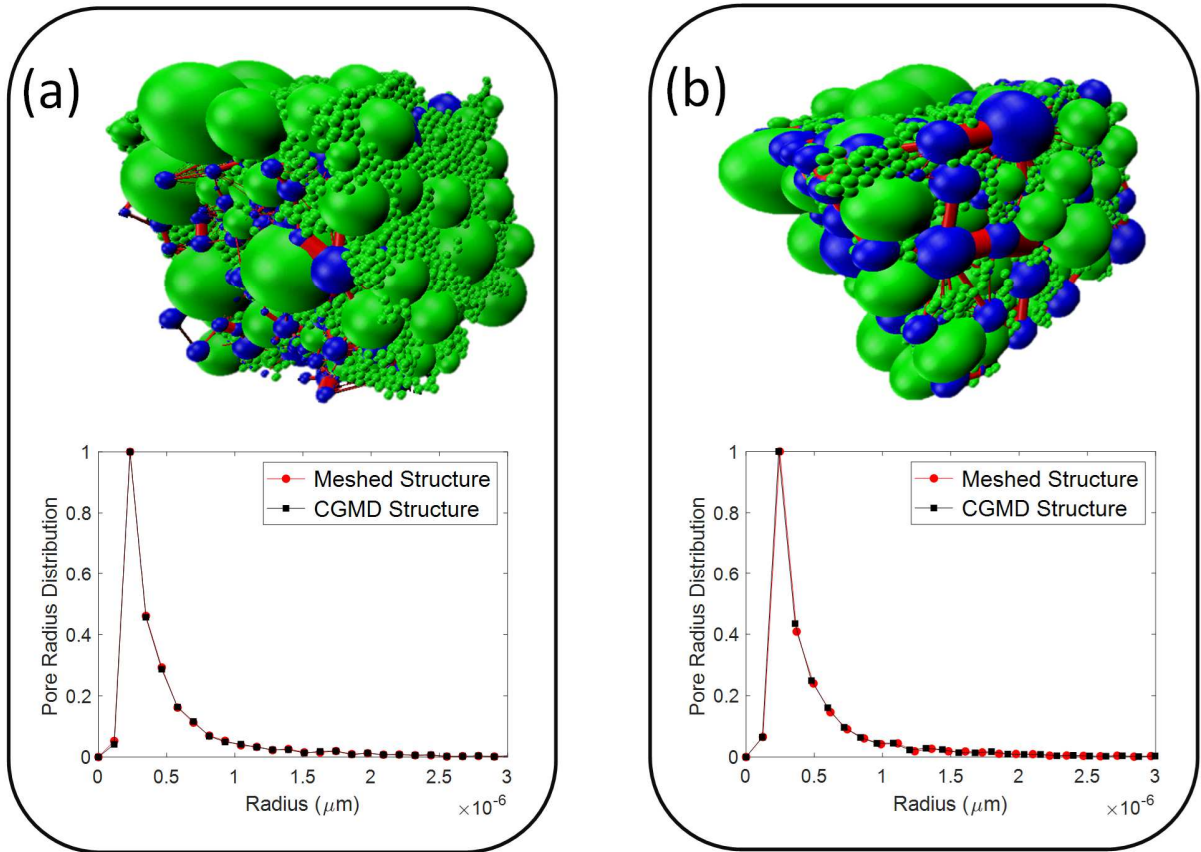 (a)
(b)
1
0.8
0.6
0.4
0.2
0
Pore Radius Distribution
Meshed Structure
CGMD Structure
0 0.5 1 1.5 2 2.5 3
Radius (μm)
×10⁻⁶
1
0.8
0.6
0.4
0.2
0
Pore Radius Distribution
Meshed Structure
CGMD Structure
0 0.5 1 1.5 2 2.5 3
Radius (μm)
×10⁻⁶